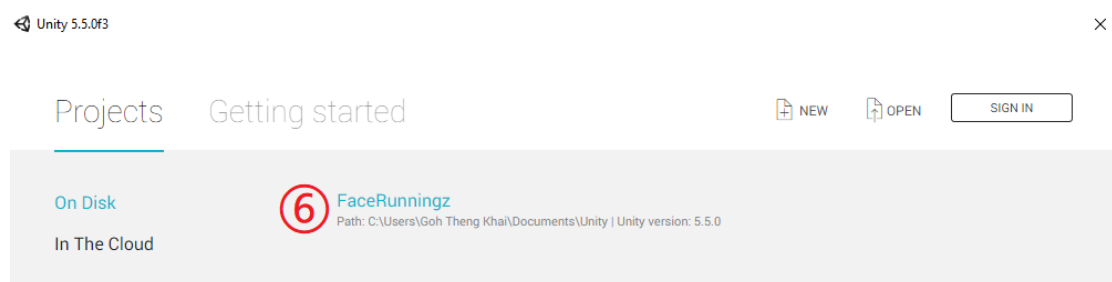 Unity 5.5.0f3
Projects Getting started NEW OPEN SIGN IN
On Disk
In The Cloud
⑥ FaceRunningz
Path: C:\Users\Goh Theng Khai\Documents\Unity | Unity version: 5.5.0